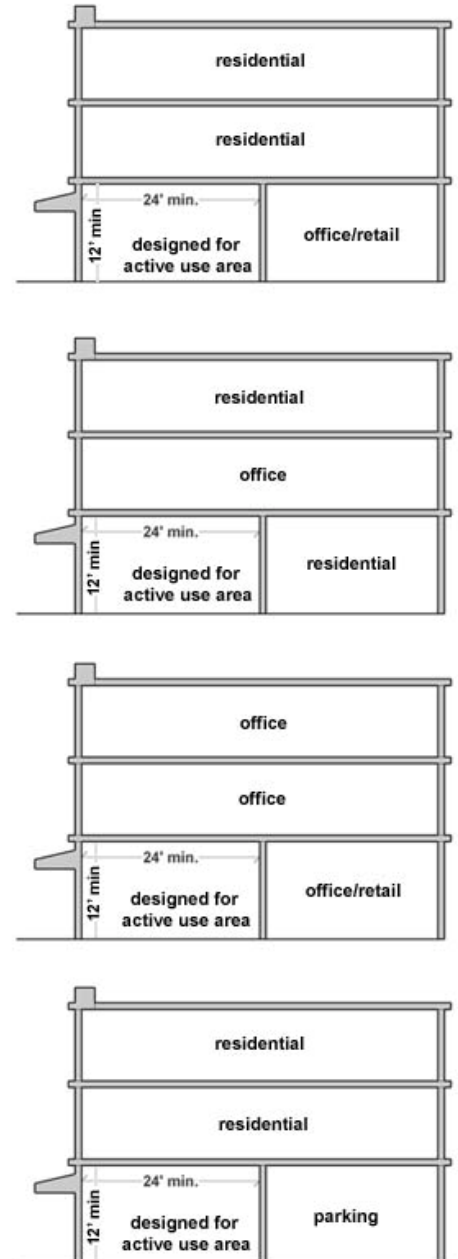 residential
residential
24' min.
12' min
designed for
active use area
office/retail
residential
office
24' min.
12' min
designed for
active use area
residential
office
office
24' min.
12' min
designed for
active use area
office/retail
residential
residential
24' min.
12' min
designed for
active use area
parking